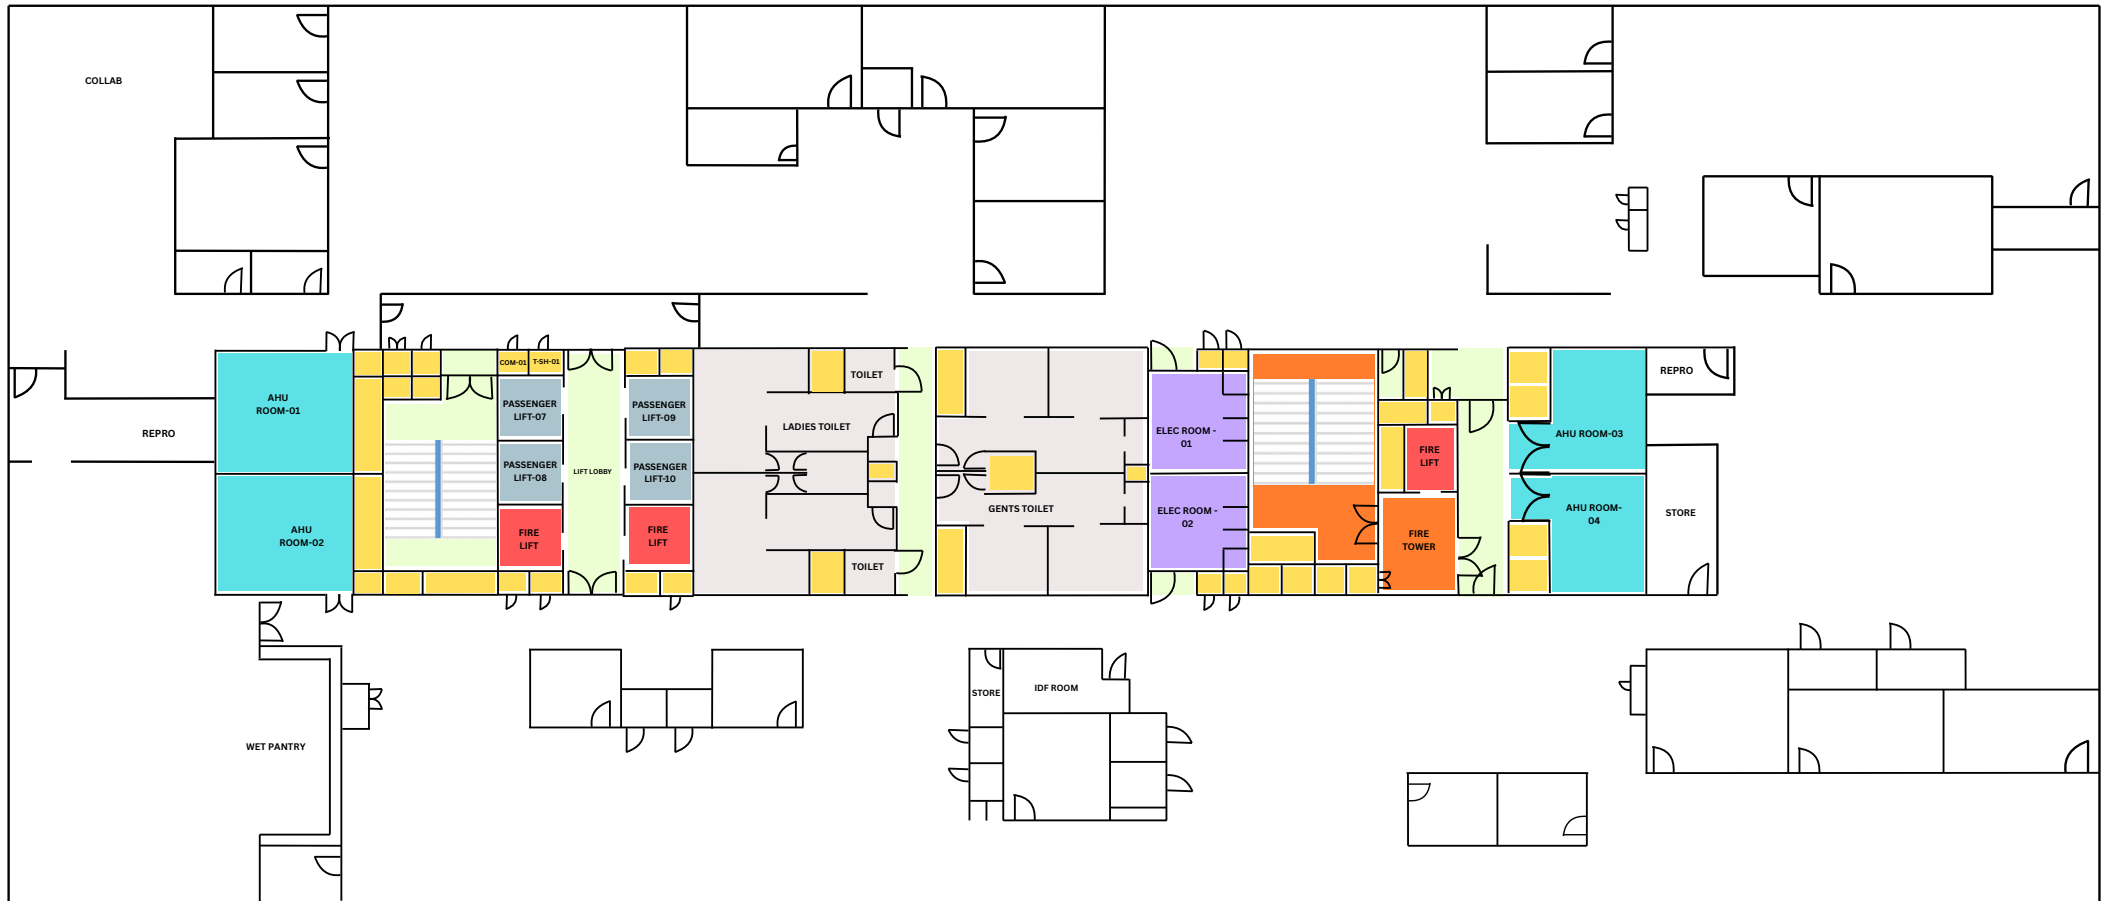 COLLAB
COM-01
T-SH-01
TOILET
REPRO
AHU
ROOM-01
PASSENGER
LIFT-07
PASSENGER
LIFT-09
REPRO
LADIES TOILET
ELEC ROOM -
01
AHU ROOM-03
FIRE
LIFT
PASSENGER
LIFT-08
LIFT LOBBY
PASSENGER
LIFT-10
GENTS TOILET
ELEC ROOM -
02
AHU ROOM-
04
STORE
AHU
ROOM-02
FIRE
LIFT
FIRE
LIFT
FIRE
TOWER
TOILET
STORE
IDF ROOM
WET PANTRY